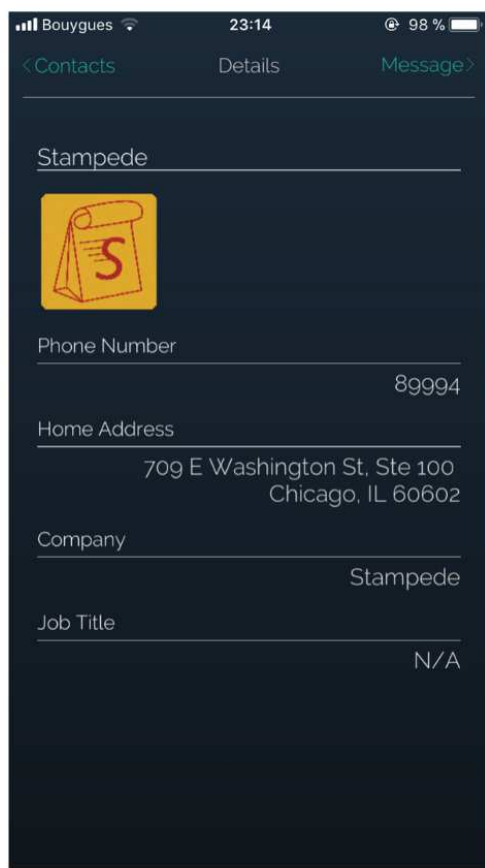 Bouygues 23:14 98 %
Contacts Details Message
Stampede
S
Phone Number
89994
Home Address
709 E Washington St, Ste 100
Chicago, IL 60602
Company
Stampede
Job Title
N/A